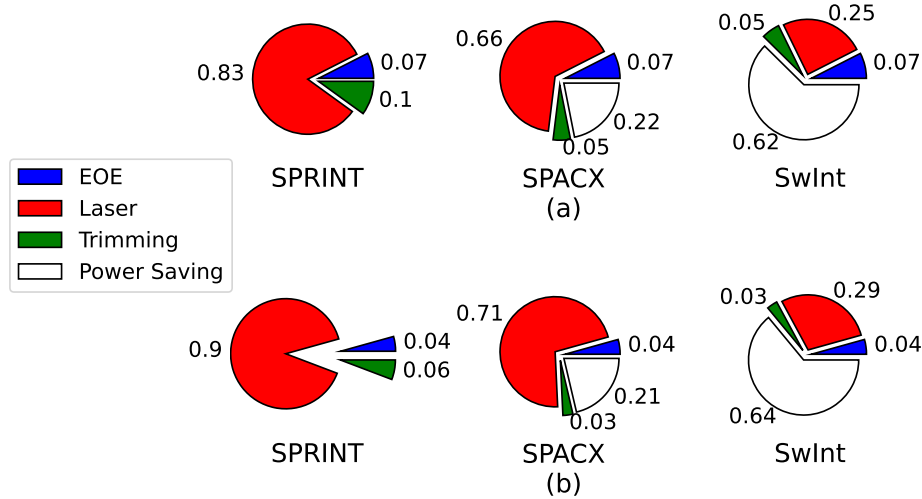 0.83
0.07
0.1
SPRINT
0.66
0.07
0.22
0.05
SPACX
(a)
0.05
0.25
0.07
0.62
SwInt
EOE
Laser
Trimming
Power Saving
0.9
0.04
0.06
SPRINT
0.71
0.04
0.21
0.03
SPACX
(b)
0.03
0.29
0.04
0.64
SwInt